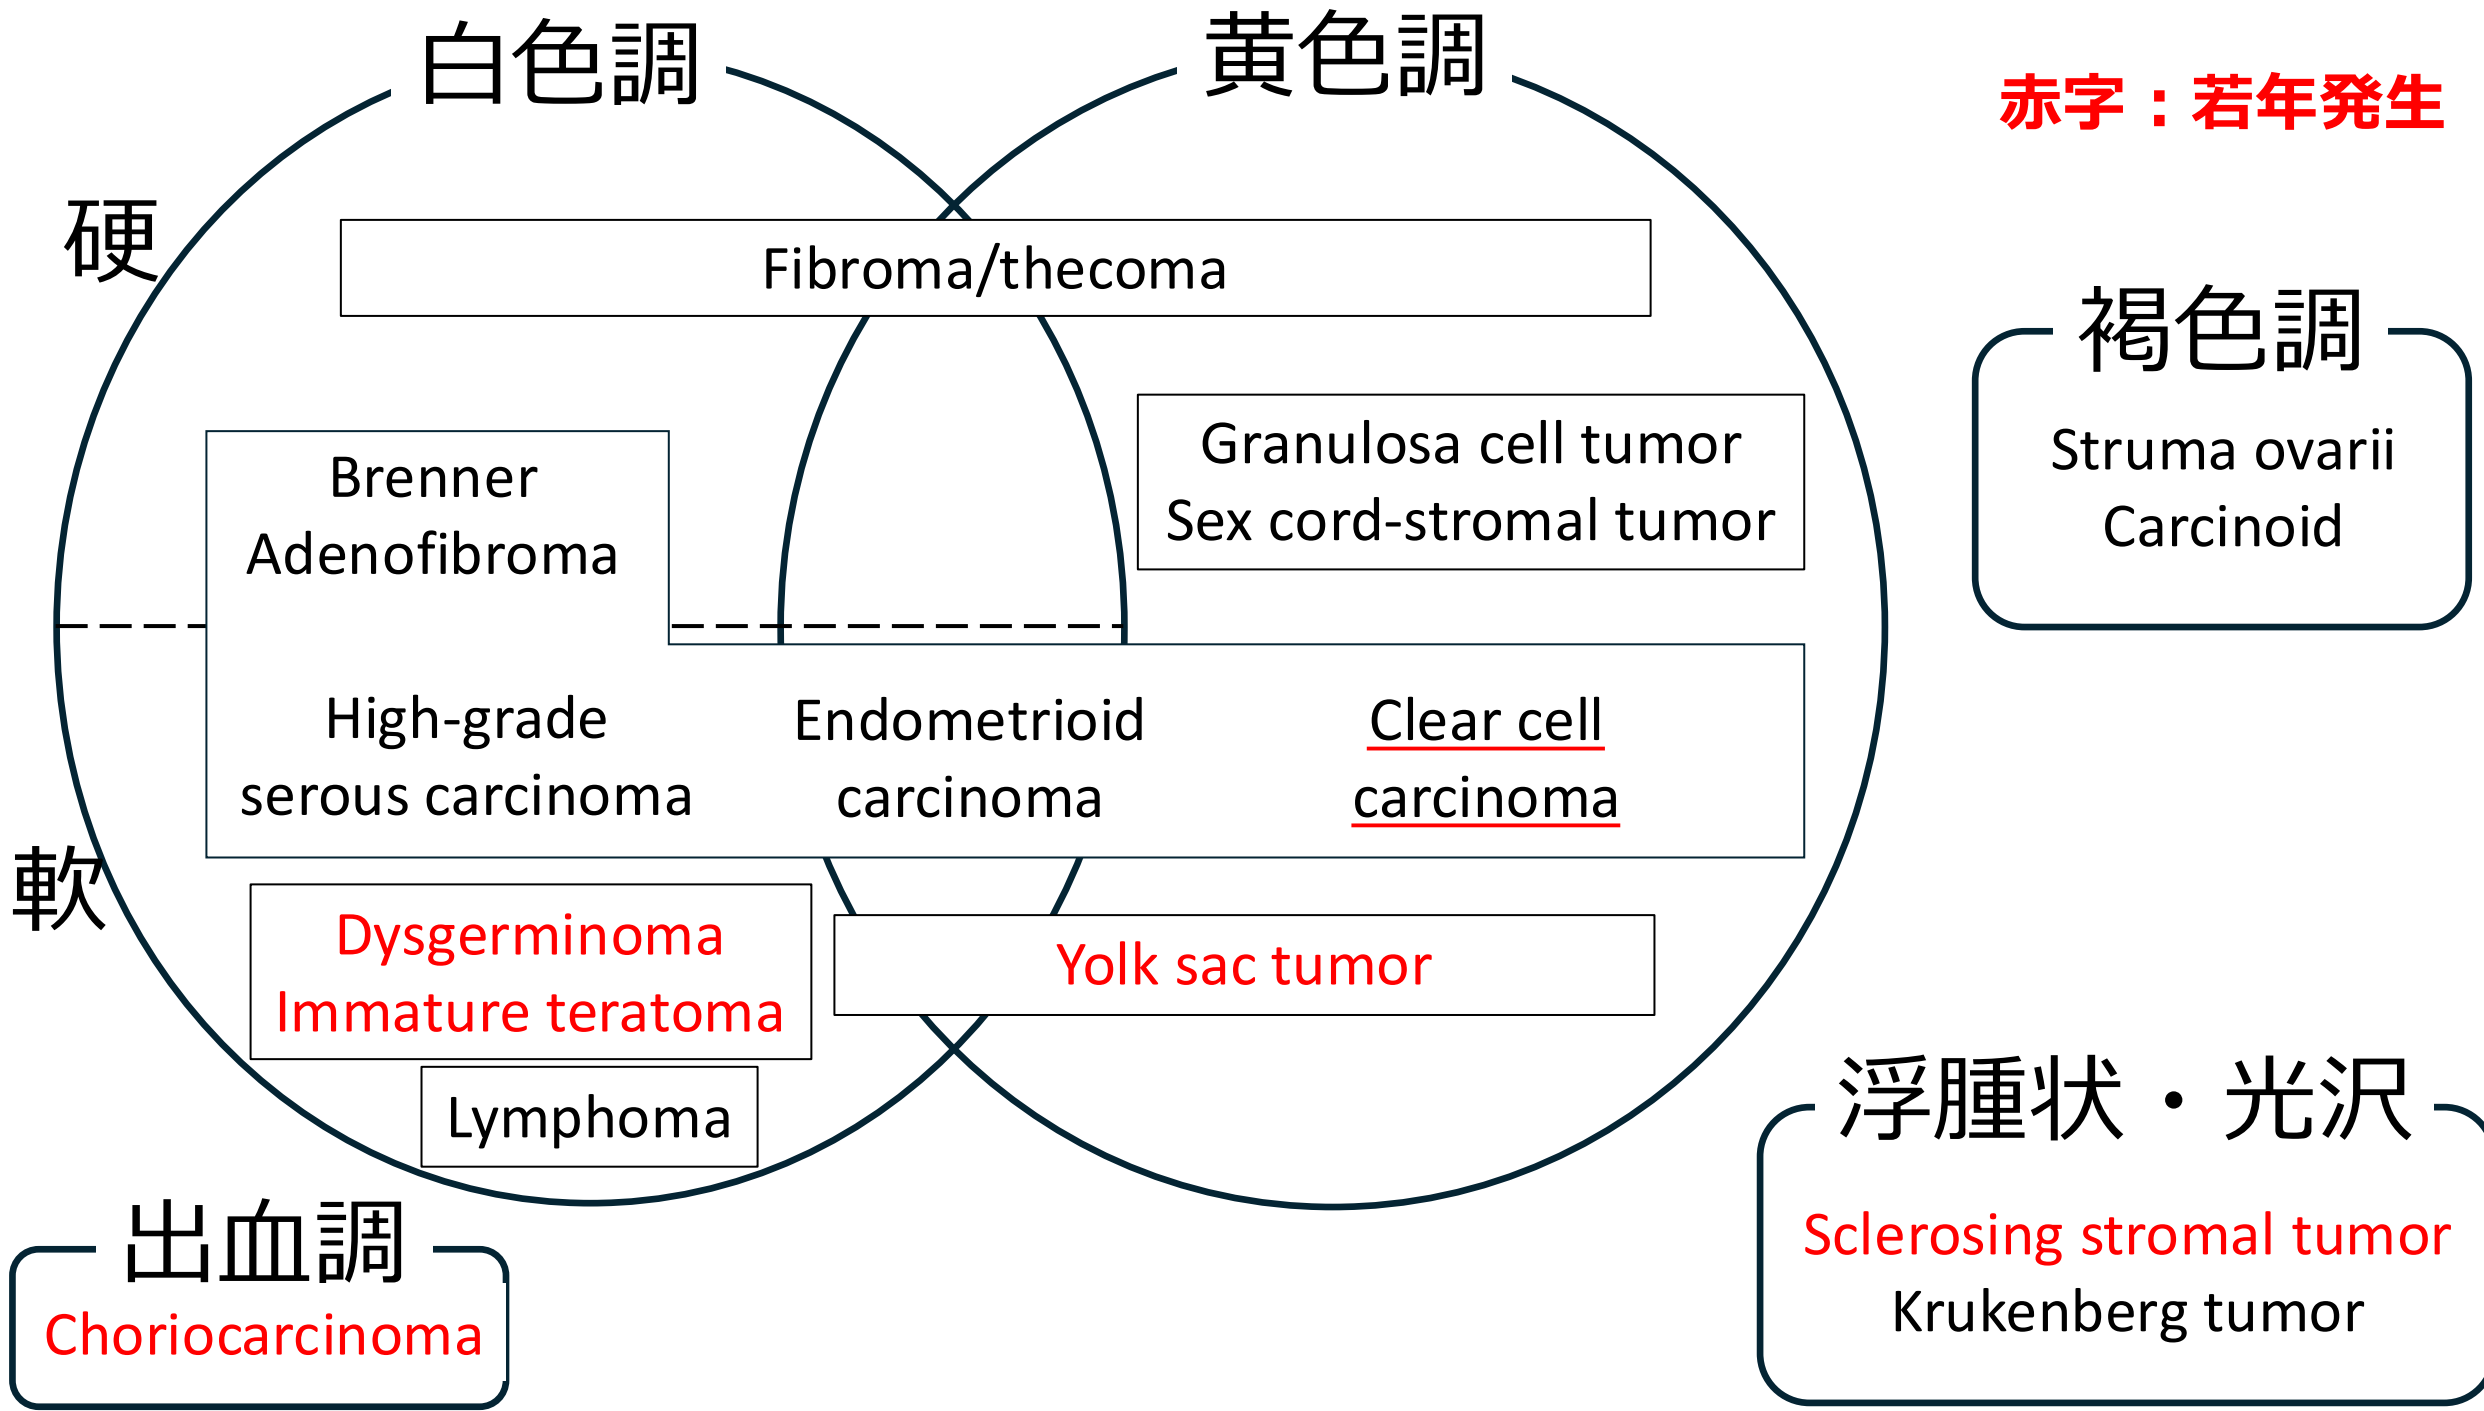 白色調
黄色調
赤字：若年発生
硬
Fibroma/thecoma
褐色調
Struma ovarii
Carcinoid
Granulosa cell tumor
Sex cord-stromal tumor
Brenner
Adenofibroma
High-grade
serous carcinoma
Endometrioid
carcinoma
Clear cell
carcinoma
軟
Dysgerminoma
Immature teratoma
Yolk sac tumor
Lymphoma
浮腫状・光沢
Sclerosing stromal tumor
Krukenberg tumor
出血調
Choriocarcinoma